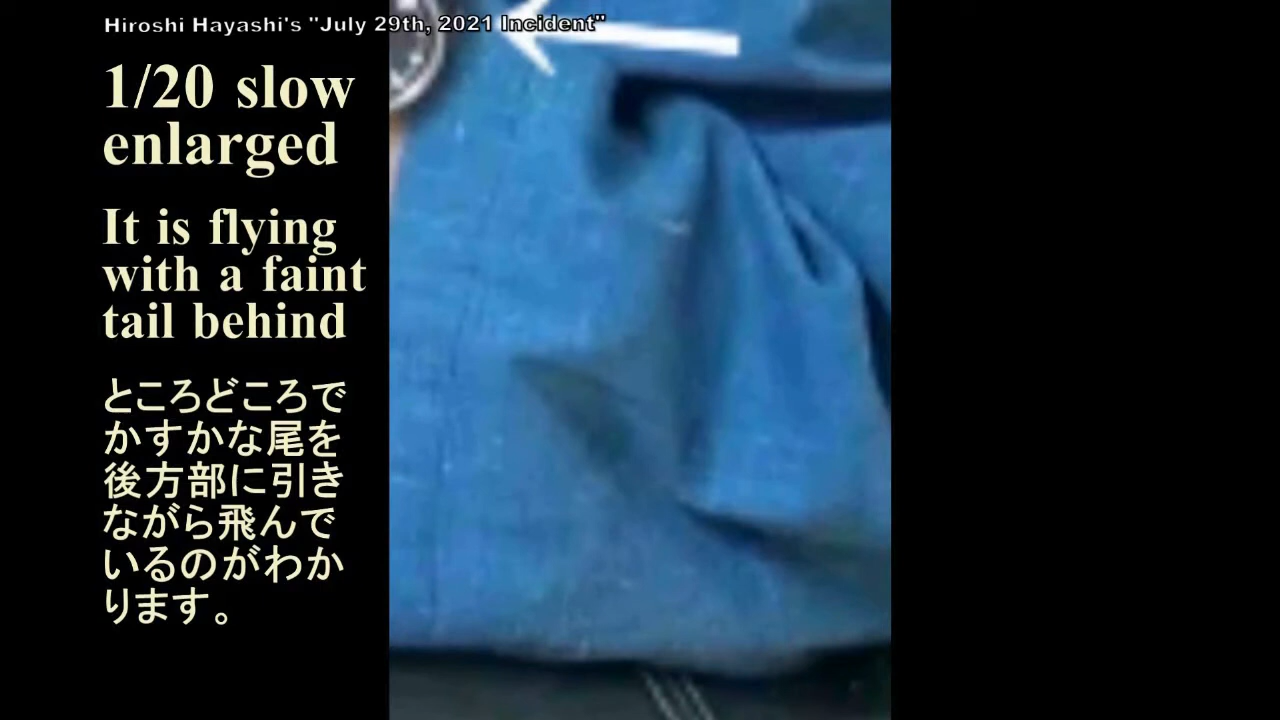 Hiroshi Hayashi's "July 29th, 2021 Incident"
1/20 slow
enlarged
It is flying
with a faint
tail behind
ところどころで
かすかな尾を
後方部に引き
ながら飛んで
いるのがわか
ります。